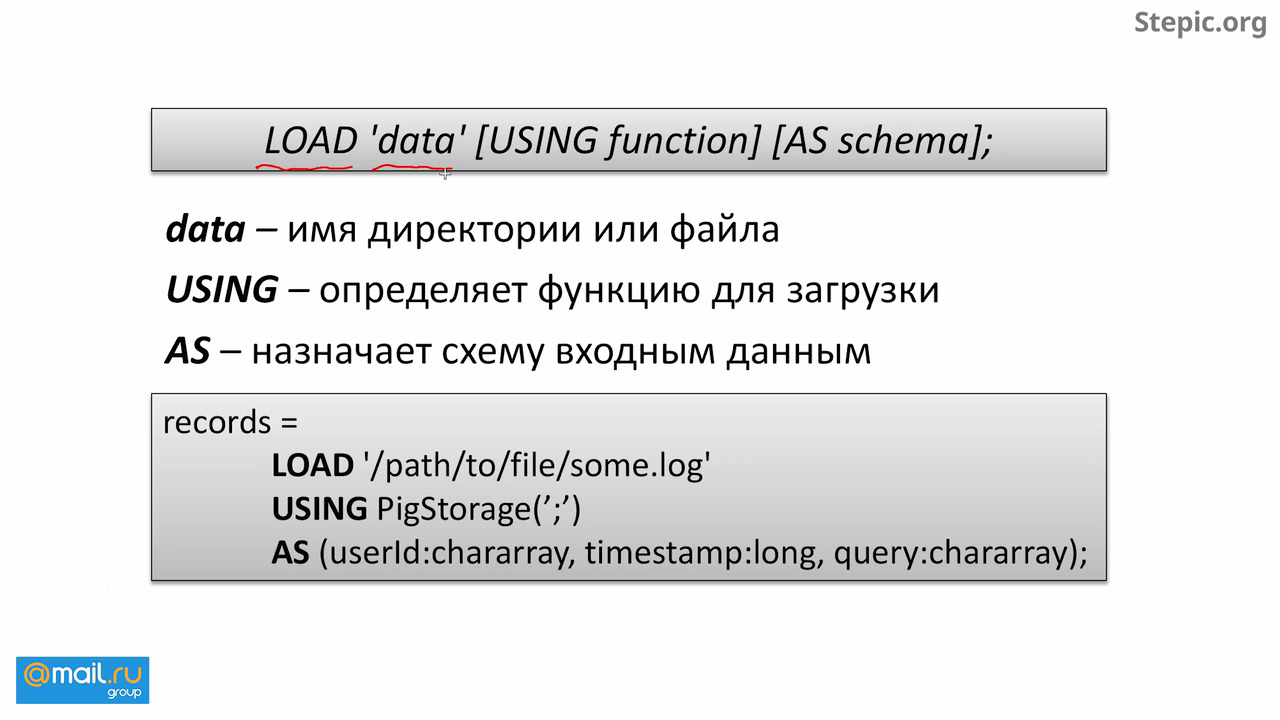 Stepic.org
LOAD 'data' [USING function] [AS schema];
data – имя директории или файла
USING – определяет функцию для загрузки
AS – назначает схему входным данным
records =
LOAD '/path/to/file/some.log'
USING PigStorage(’;’)
AS (userId:chararray, timestamp:long, query:chararray);
@mail.ru
group